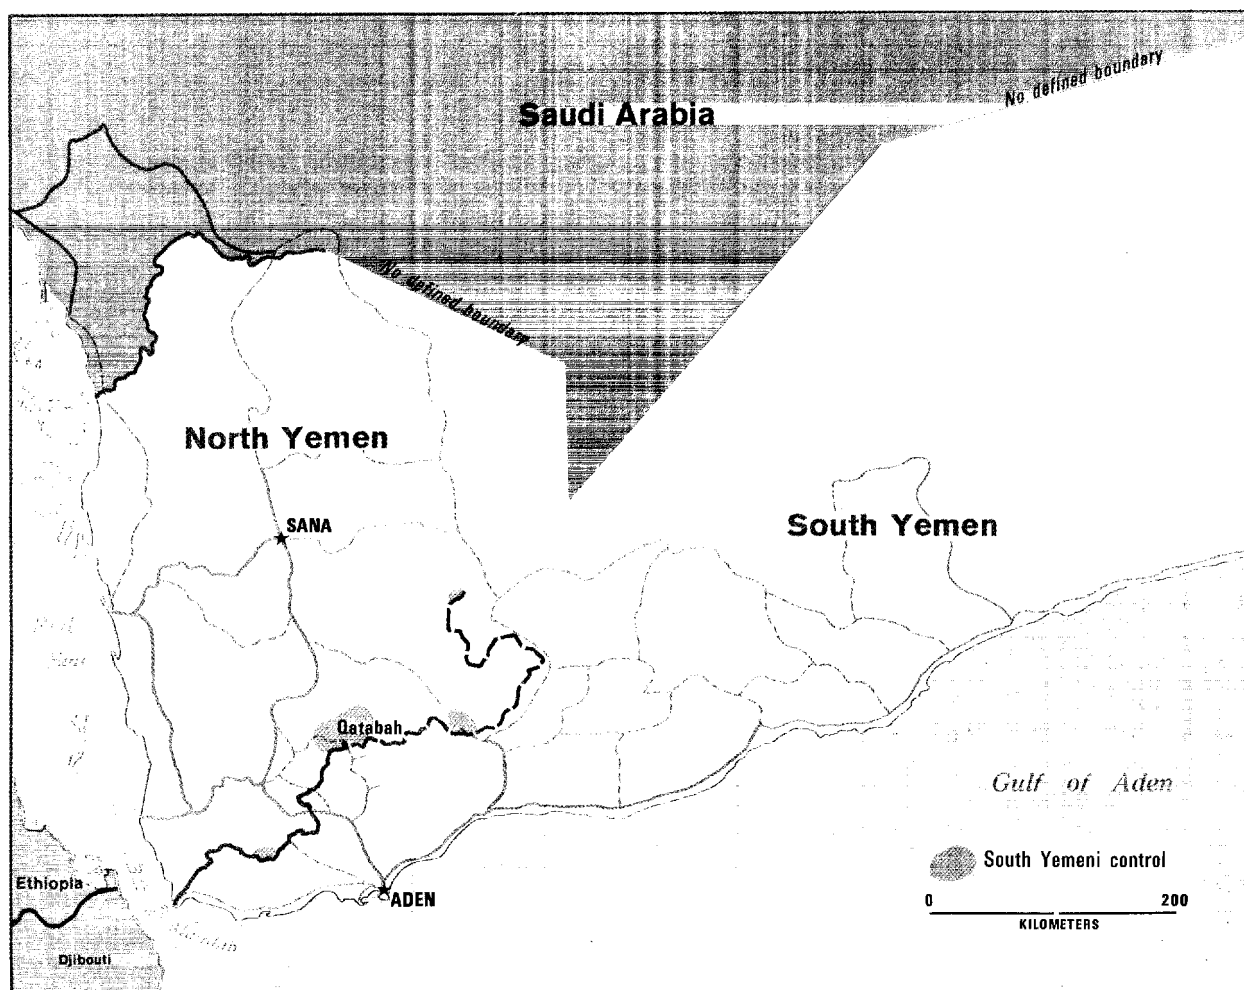 No defined boundary
Saudi Arabia
No defined boundary
North Yemen
SANA
South Yemen
Red
Qatabah
Gulf of Aden
South Yemeni control
Ethiopia
ADEN
0 200
KILOMETERS
Djibouti